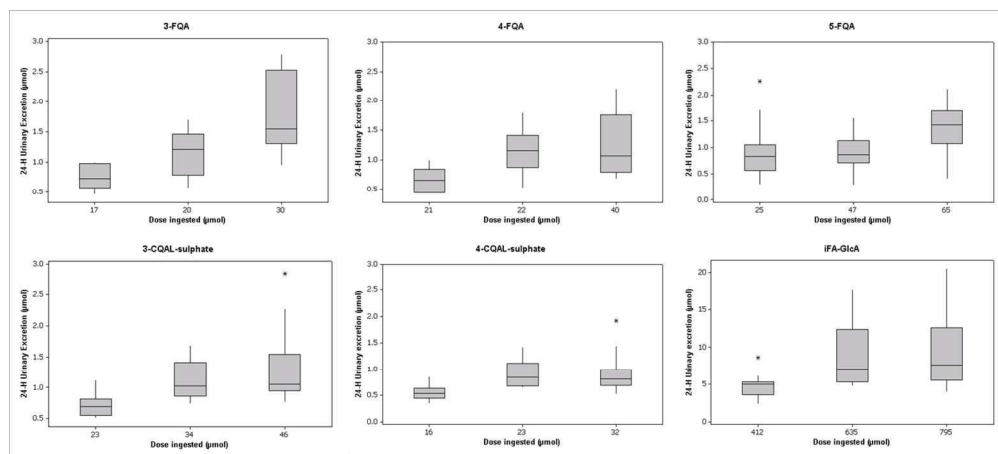 3-FQA
24-H Urinary Excretion (µmol)
3.0
2.5
2.0
1.5
1.0
0.5
17 20 30
Dose ingested (µmol)
4-FQA
24-H Urinary Excretion (µmol)
3.0
2.5
2.0
1.5
1.0
0.5
21 22 40
Dose ingested (µmol)
5-FQA
24-H Urinary Excretion (µmol)
3.0
2.5
2.0
1.5
1.0
0.5
0.0
25 47 65
Dose ingested (µmol)
3-CQAL-sulphate
24-H Urinary Excretion (µmol)
3.0
2.5
2.0
1.5
1.0
0.5
23 34 46
Dose ingested (µmol)
4-CQAL-sulphate
24-H Urinary Excretion (µmol)
3.0
2.5
2.0
1.5
1.0
0.5
0.0
16 23 32
Dose ingested (µmol)
iFA-GlcA
24-H Urinary excretion (µmol)
20
15
10
5
0
412 635 795
Dose ingested (µmol)